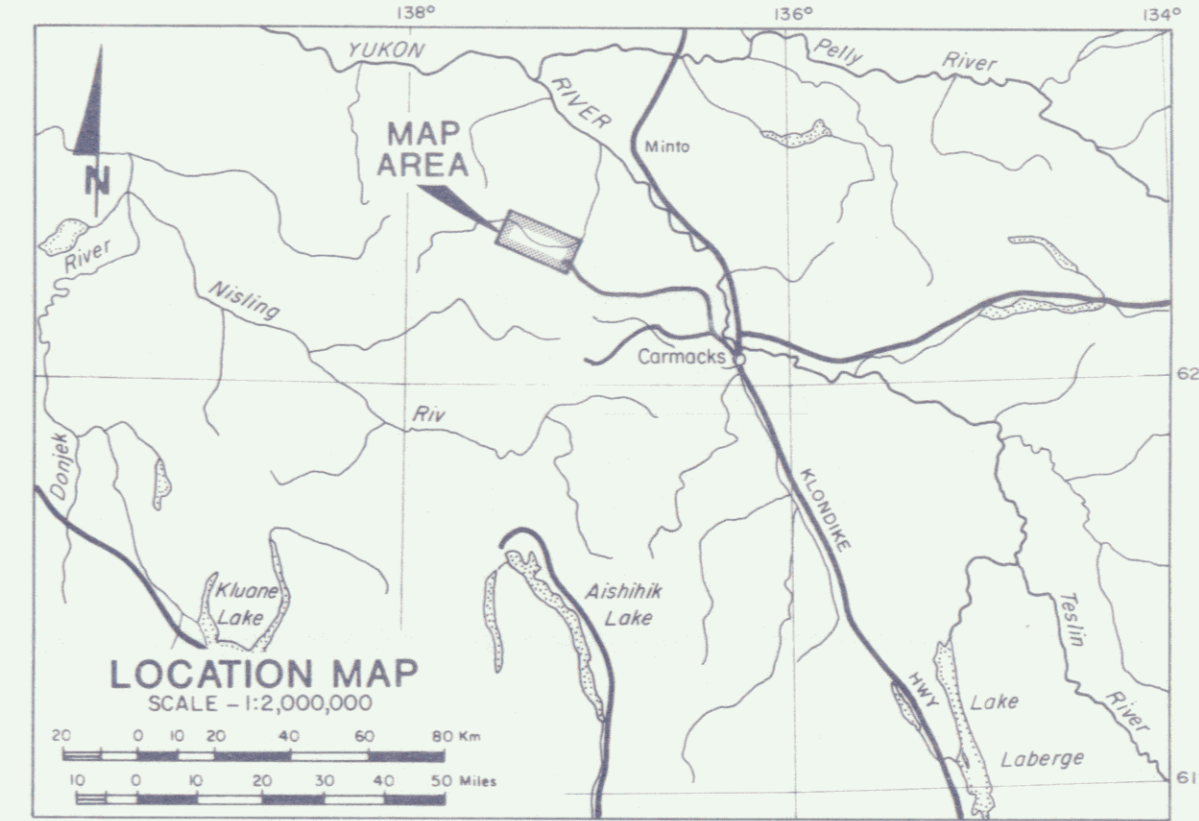 138° 136° 134°
YUKON
RIVER
Pelly
River
MAP
AREA
Minto
N
River
Nisling
Carmacks
62
Riv
Donjek
KLONDIKE
Kluane
Lake
Aishihik
Lake
Teslin
River
LOCATION MAP
SCALE - 1:2,000,000
HWY
Lake
Laberge
20 0 10 20 40 60 80 Km
10 0 10 20 30 40 50 Miles
61